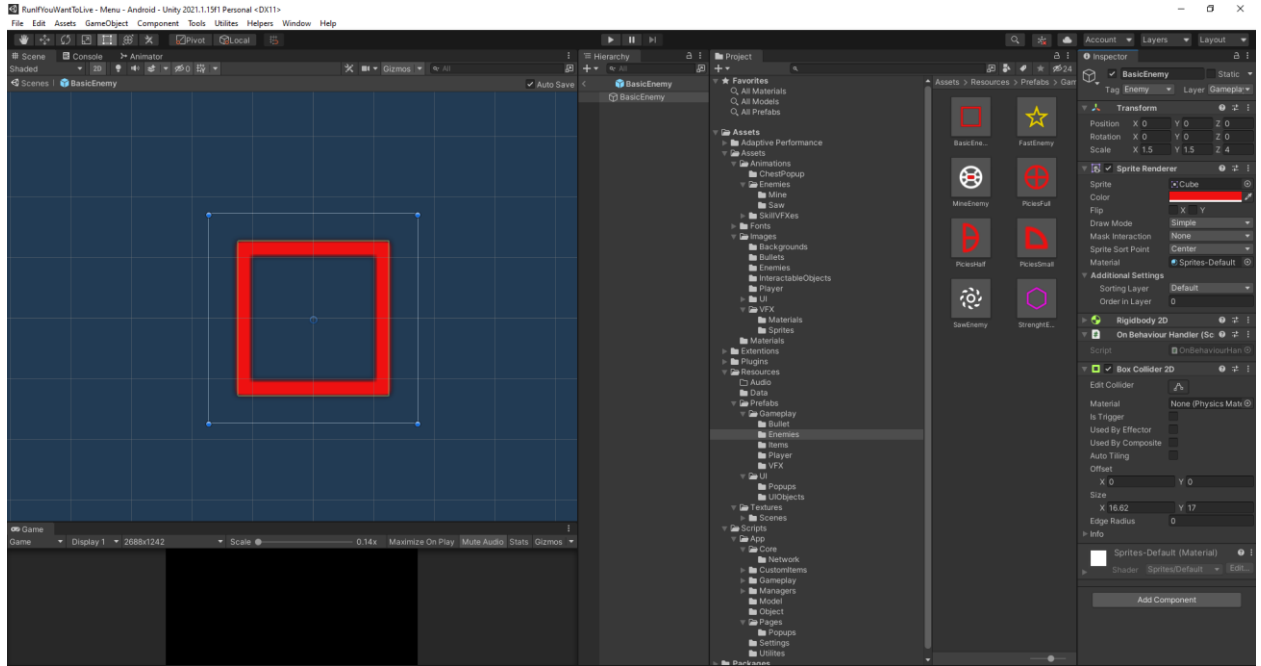 RunIfYouWantToLive - Menu - Android - Unity 2021.1.15f1 Personal <DX11>
File Edit Assets GameObject Component Tools Utilites Helpers Window Help
Pivot Local Account Layers Layout
Scene Console Animator
Shaded 2D 0 Gizmos All
Scenes BasicEnemy Auto Save
Game
Game Display 1 2688x1242 Scale 0.14x Maximize On Play Mute Audio Stats Gizmos
Hierarchy
All
BasicEnemy
BasicEnemy
Project
24
Favorites
All Materials
All Models
All Prefabs
Assets
Adaptive Performance
Assets
Animations
ChestPopup
Enemies
Mine
Saw
SkillVFXes
Fonts
Images
Backgrounds
Bullets
Enemies
InteractableObjects
Player
UI
VFX
Materials
Sprites
Materials
Extentions
Plugins
Resources
Audio
Data
Prefabs
Gameplay
Bullet
Enemies
Items
Player
VFX
UI
Popups
UIObjects
Textures
Scenes
Scripts
App
Core
Network
CustomItems
Gameplay
Managers
Model
Object
Pages
Popups
Settings
Utilites
Packages
Assets > Resources > Prefabs > Gam
BasicEne... FastEnemy
MineEnemy PiciesFull
PiciesHalf PiciesSmall
SawEnemy StrenghtE...
Inspector
BasicEnemy Static
Tag Enemy Layer Gamepla
Transform
Position X 0 Y 0 Z 0
Rotation X 0 Y 0 Z 0
Scale X 1.5 Y 1.5 Z 4
Sprite Renderer
Sprite Cube
Color
Flip X Y
Draw Mode Simple
Mask Interaction None
Sprite Sort Point Center
Material Sprites-Default
Additional Settings
Sorting Layer Default
Order in Layer 0
Rigidbody 2D
On Behaviour Handler (Sc
Script OnBehaviourHan
Box Collider 2D
Edit Collider
Material None (Physics Mate
Is Trigger
Used By Effector
Used By Composite
Auto Tiling
Offset
X 0 Y 0
Size
X 16.62 Y 17
Edge Radius 0
Info
Sprites-Default (Material)
Shader Sprites/Default Edit...
Add Component